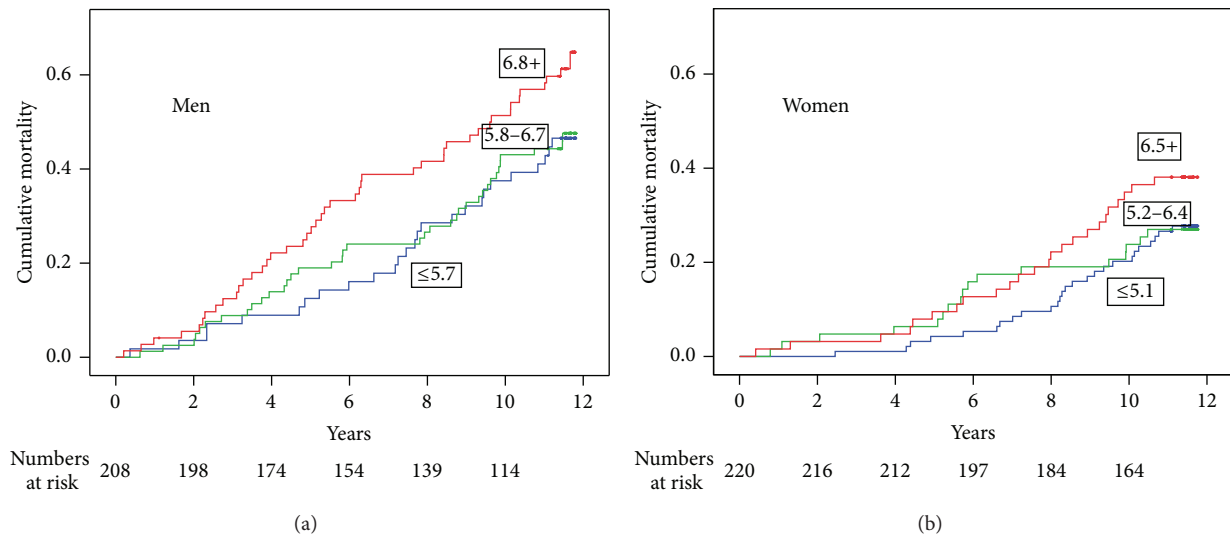 Cumulative mortality
0.6
0.4
0.2
0.0
Men
6.8+
5.8–6.7
≤5.7
0 2 4 6 8 10 12
Years
Numbers at risk
208 198 174 154 139 114
(a)
Cumulative mortality
0.6
0.4
0.2
0.0
Women
6.5+
5.2–6.4
≤5.1
0 2 4 6 8 10 12
Years
Numbers at risk
220 216 212 197 184 164
(b)